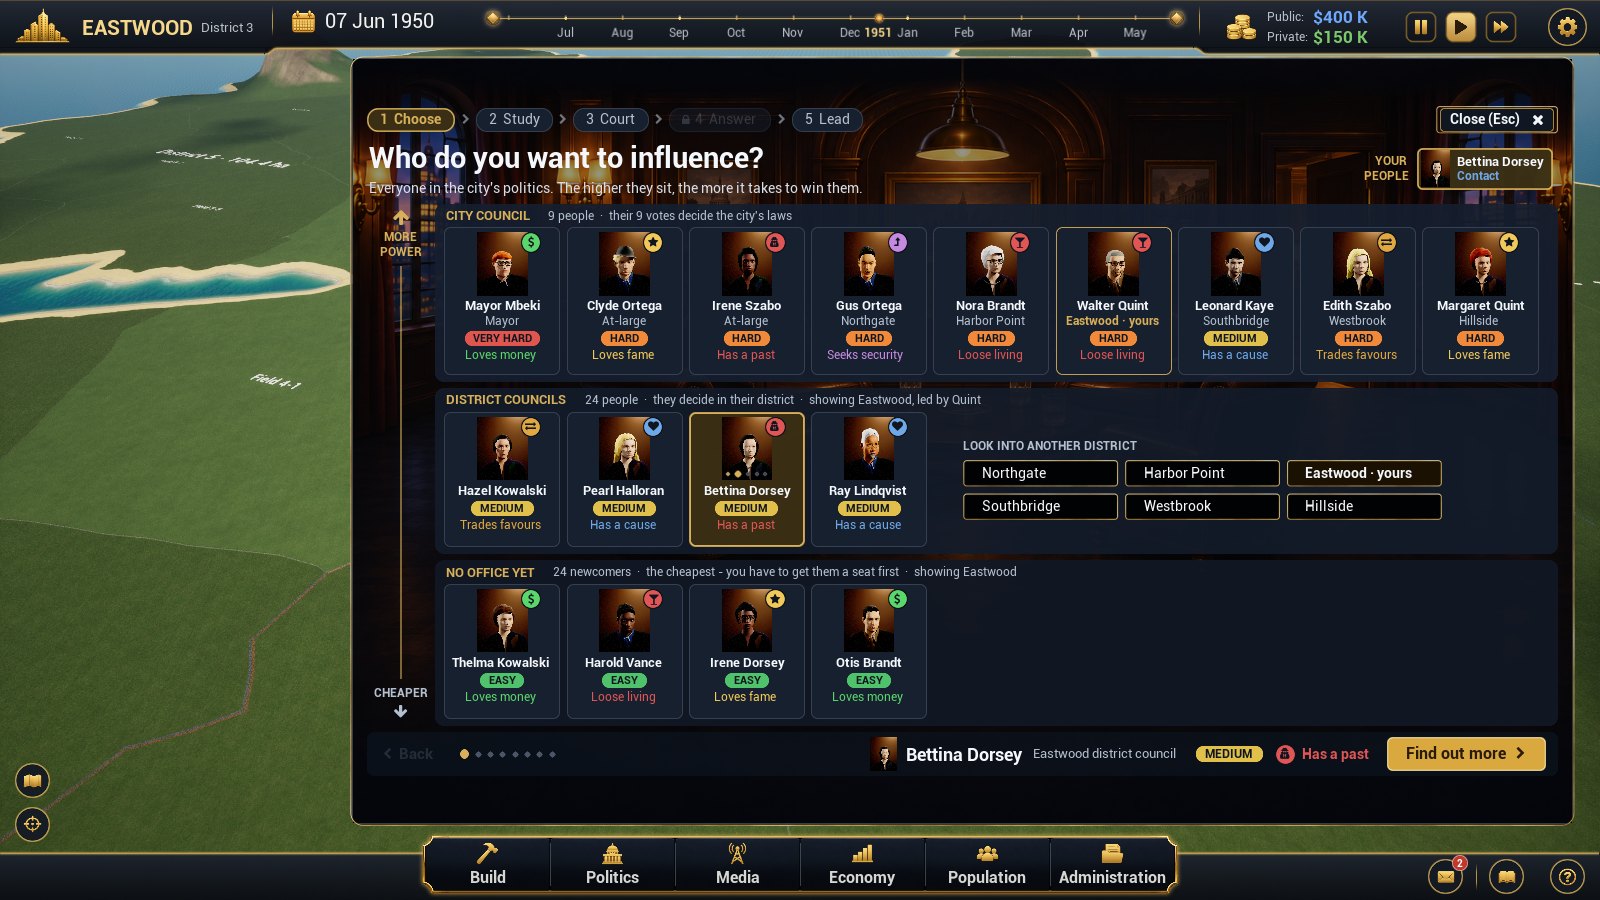 EASTWOOD District 3
07 Jun 1950
Jul Aug Sep Oct Nov Dec 1951 Jan Feb Mar Apr May
Public: $400 K
Private: $150 K
1 Choose
2 Study
3 Court
4 Answer
5 Lead
Close (Esc)
Who do you want to influence?
Everyone in the city's politics. The higher they sit, the more it takes to win them.
YOUR PEOPLE
Bettina Dorsey
Contact
MORE POWER
CITY COUNCIL 9 people · their 9 votes decide the city's laws
Mayor Mbeki
Mayor
VERY HARD
Loves money
Clyde Ortega
At-large
HARD
Loves fame
Irene Szabo
At-large
HARD
Has a past
Gus Ortega
Northgate
HARD
Seeks security
Nora Brandt
Harbor Point
HARD
Loose living
Walter Quint
Eastwood · yours
HARD
Loose living
Leonard Kaye
Southbridge
MEDIUM
Has a cause
Edith Szabo
Westbrook
HARD
Trades favours
Margaret Quint
Hillside
HARD
Loves fame
DISTRICT COUNCILS 24 people · they decide in their district · showing Eastwood, led by Quint
Hazel Kowalski
MEDIUM
Trades favours
Pearl Halloran
MEDIUM
Has a cause
Bettina Dorsey
MEDIUM
Has a past
Ray Lindqvist
MEDIUM
Has a cause
LOOK INTO ANOTHER DISTRICT
Northgate
Harbor Point
Eastwood · yours
Southbridge
Westbrook
Hillside
NO OFFICE YET 24 newcomers · the cheapest - you have to get them a seat first · showing Eastwood
Thelma Kowalski
EASY
Loves money
Harold Vance
EASY
Loose living
Irene Dorsey
EASY
Loves fame
Otis Brandt
EASY
Loves money
CHEAPER
Back
Bettina Dorsey Eastwood district council MEDIUM Has a past
Find out more
Field 4-1
Build
Politics
Media
Economy
Population
Administration
2